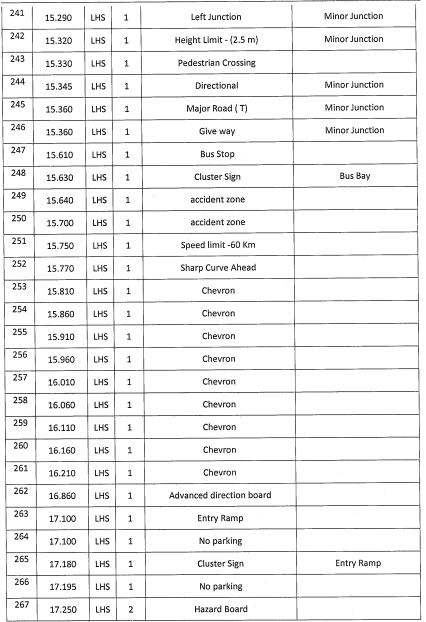 241 15.290 LHS 1 Left Junction Minor Junction
242 15.320 LHS 1 Height Limit - (2.5 m) Minor Junction
243 15.330 LHS 1 Pedestrian Crossing
244 15.345 LHS 1 Directional Minor Junction
245 15.360 LHS 1 Major Road ( T) Minor Junction
246 15.360 LHS 1 Give way Minor Junction
247 15.610 LHS 1 Bus Stop
248 15.630 LHS 1 Cluster Sign Bus Bay
249 15.640 LHS 1 accident zone
250 15.700 LHS 1 accident zone
251 15.750 LHS 1 Speed limit -60 Km
252 15.770 LHS 1 Sharp Curve Ahead
253 15.810 LHS 1 Chevron
254 15.860 LHS 1 Chevron
255 15.910 LHS 1 Chevron
256 15.960 LHS 1 Chevron
257 16.010 LHS 1 Chevron
258 16.060 LHS 1 Chevron
259 16.110 LHS 1 Chevron
260 16.160 LHS 1 Chevron
261 16.210 LHS 1 Chevron
262 16.860 LHS 1 Advanced direction board
263 17.100 LHS 1 Entry Ramp
264 17.100 LHS 1 No parking
265 17.180 LHS 1 Cluster Sign Entry Ramp
266 17.195 LHS 1 No parking
267 17.250 LHS 2 Hazard Board